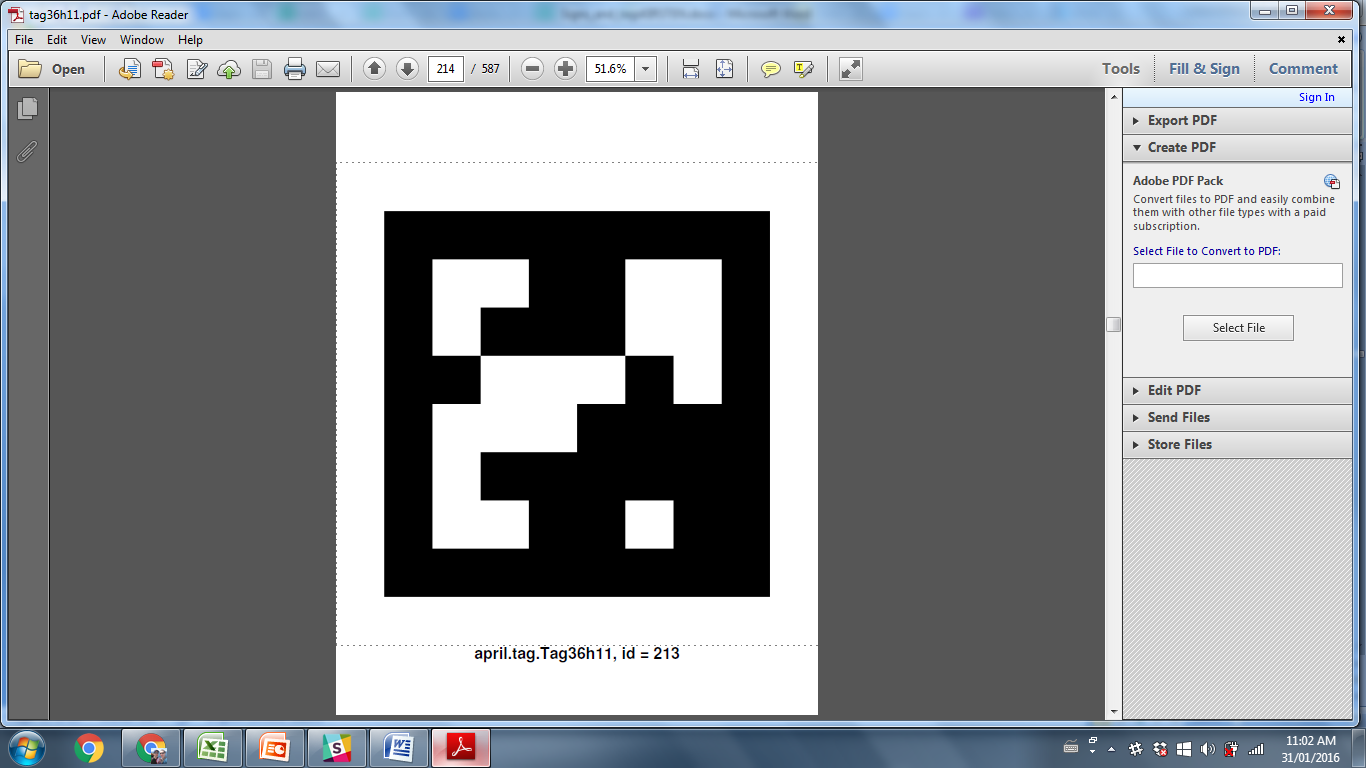 tag36h11.pdf - Adobe Reader
File Edit View Window Help
Open 214 / 587 51.6% Tools Fill & Sign Comment
Sign In
Export PDF
Create PDF
Adobe PDF Pack
Convert files to PDF and easily combine
them with other file types with a paid
subscription.
Select File to Convert to PDF:
Select File
Edit PDF
Send Files
Store Files
april.tag.Tag36h11, id = 213
11:02 AM
31/01/2016